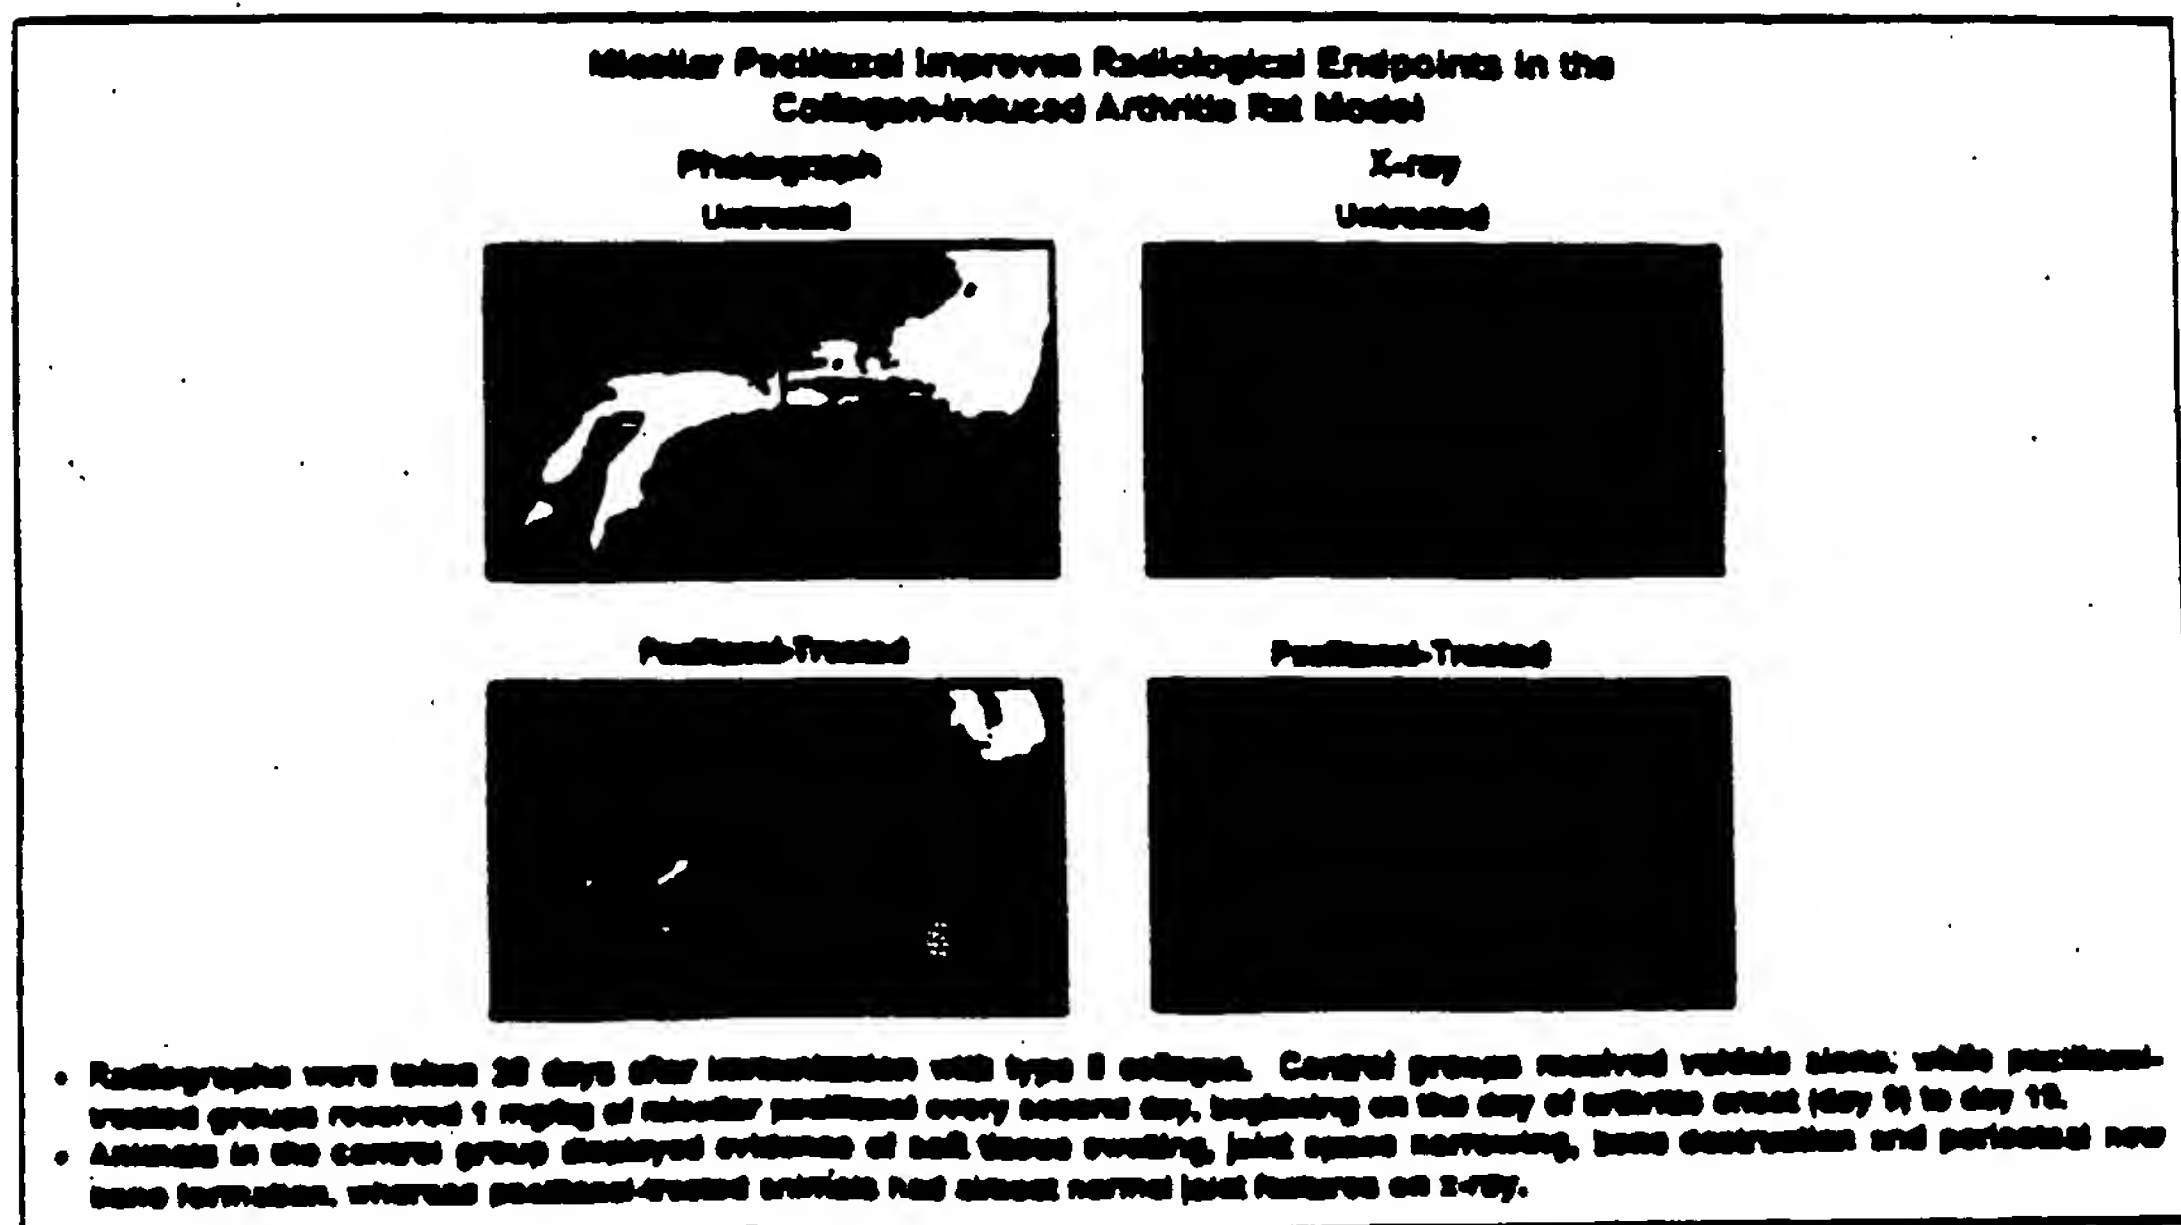 Micellar Paclitaxel Improves Radiological Endpoints in the
Collagen-induced Arthritis Rat Model
Photograph
X-ray
Untreated
Untreated
Paclitaxel-Treated
Paclitaxel-Treated
• Radiographs were taken days after immunization with type II collagen. Control groups received vehicle alone, while paclitaxel-
treated groups received 1 mg/kg of micellar paclitaxel every second day, beginning on the day of arthritis onset (day 9) to day
• Animals in the control group displayed evidence of soft tissue swelling, joint space narrowing, bone destruction and periosteal new
bone formation, whereas paclitaxel-treated animals had almost normal joint features on x-ray.